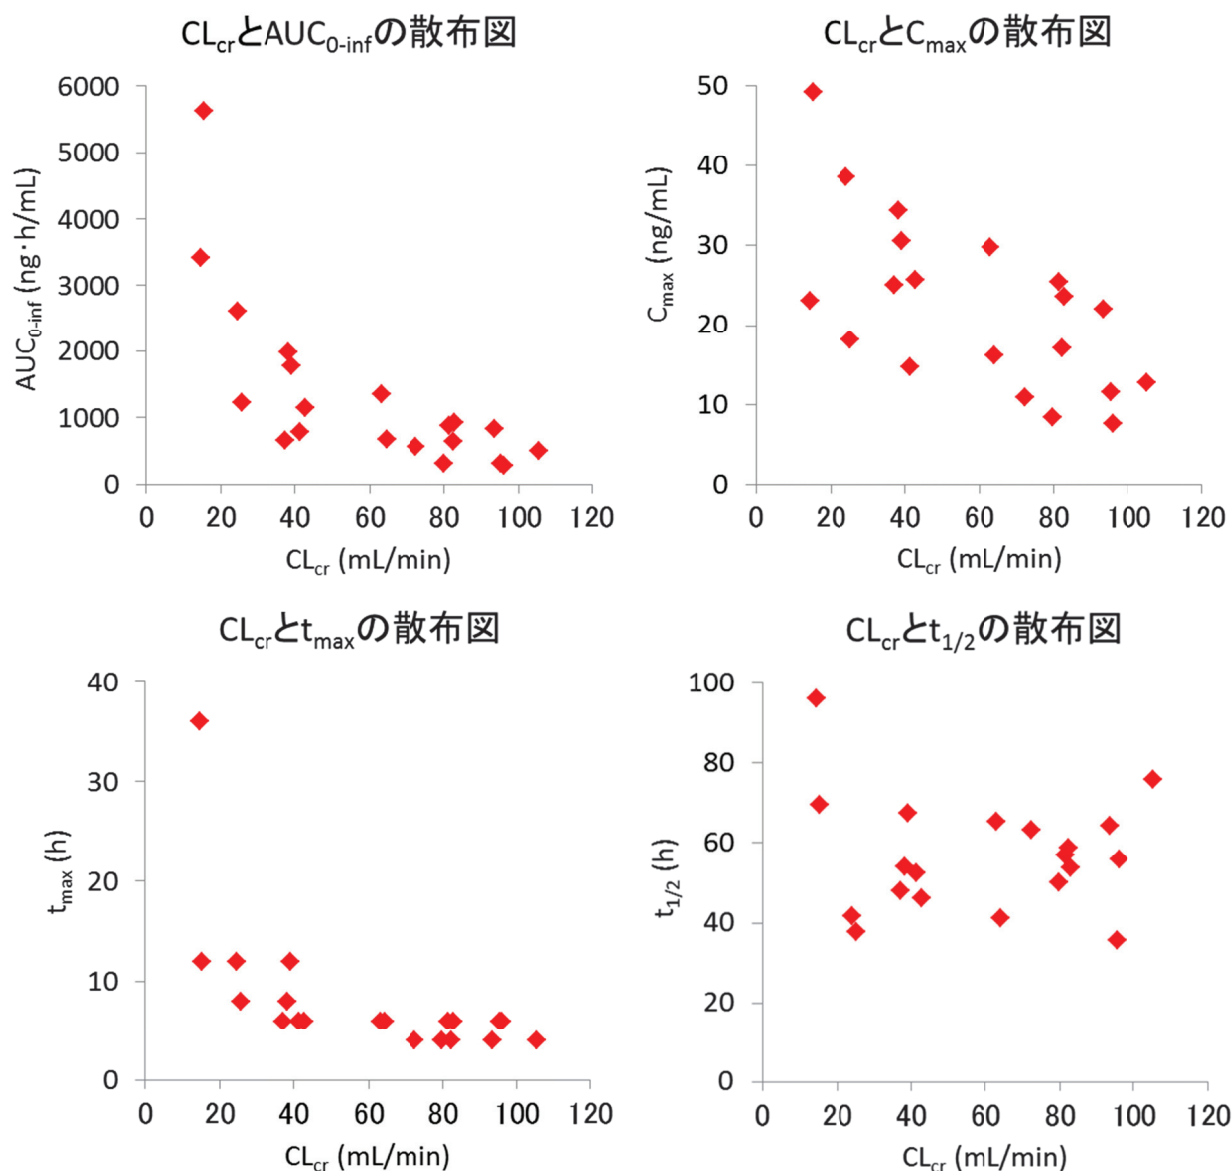 CLcrとAUC0-infの散布図
6000
5000
4000
3000
2000
1000
0
AUC0-inf (ng・h/mL)
0 20 40 60 80 100 120
CLcr (mL/min)
CLcrとCmaxの散布図
50
40
30
20
10
0
Cmax (ng/mL)
0 20 40 60 80 100 120
CLcr (mL/min)
CLcrとtmaxの散布図
40
30
20
10
0
tmax (h)
0 20 40 60 80 100 120
CLcr (mL/min)
CLcrとt1/2の散布図
100
80
60
40
20
0
t1/2 (h)
0 20 40 60 80 100 120
CLcr (mL/min)